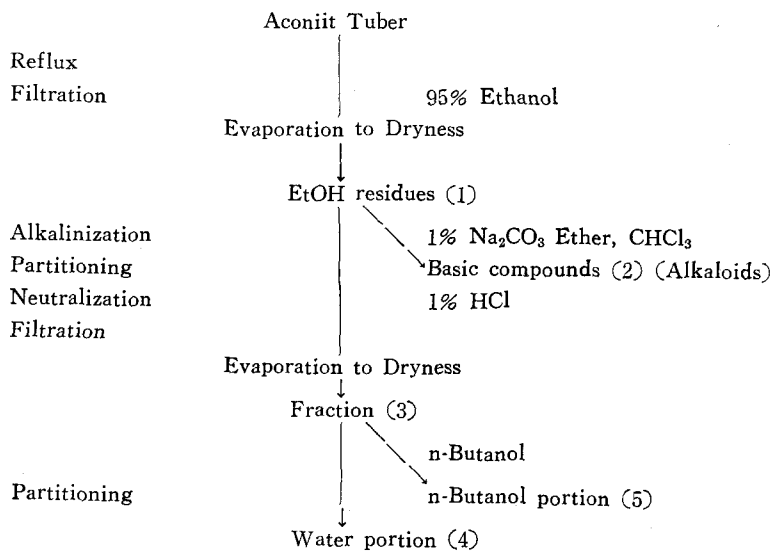 Aconiit Tuber
Reflux
Filtration
95% Ethanol
Evaporation to Dryness
EtOH residues (1)
Alkalinization
1% Na₂CO₃ Ether, CHCl₃
Partitioning
Basic compounds (2) (Alkaloids)
Neutralization
1% HCl
Filtration
Evaporation to Dryness
Fraction (3)
n-Butanol
Partitioning
n-Butanol portion (5)
Water portion (4)